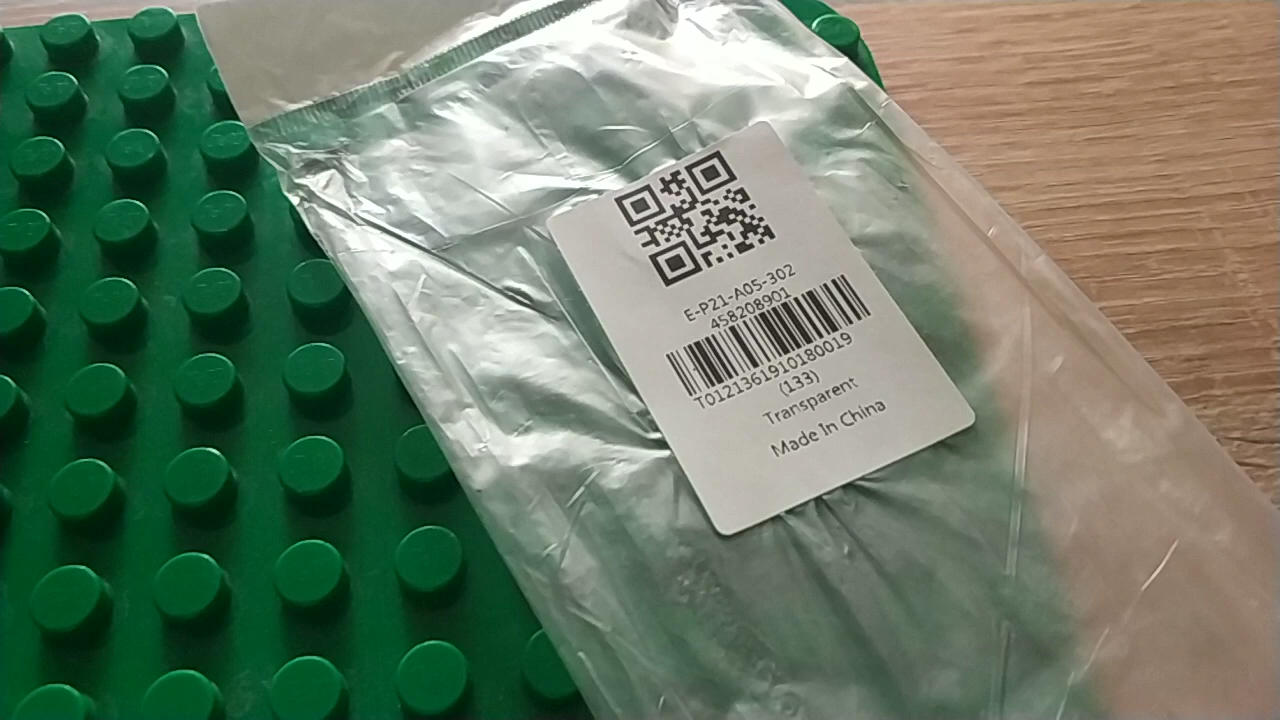 E-P21-A05-302
458208901
T0121361910180019
(133)
Transparent
Made In China